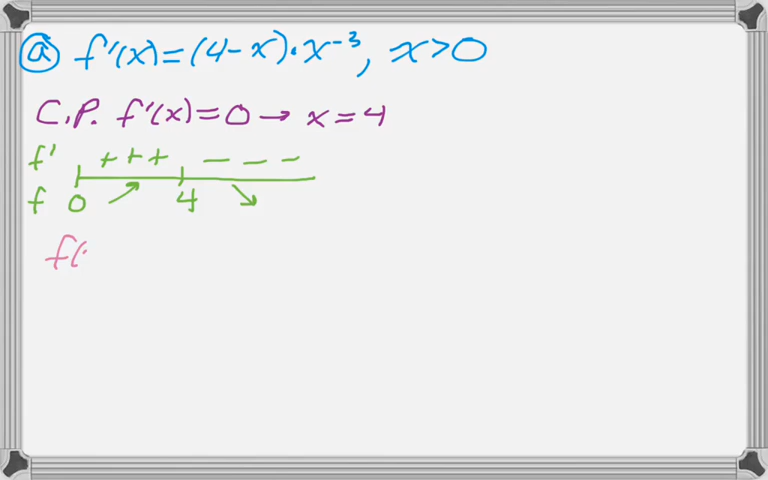 ⓐ f'(x)=(4-x)·x⁻³, x>0
C.P. f'(x)=0→x=4
f' +++ - - -
f 0 ↗ 4 ↘
f(